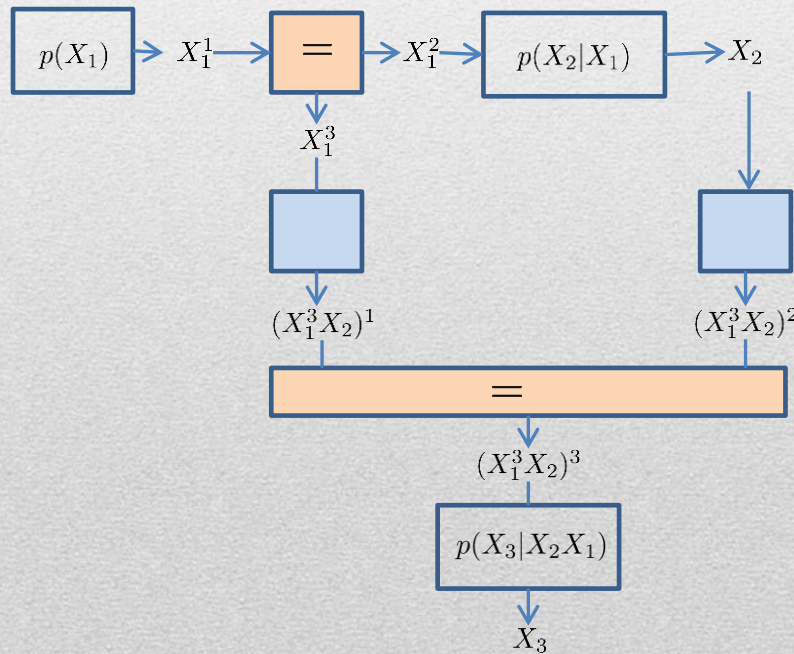 p(X_1) X_1^1 = X_1^2 p(X_2|X_1) X_2
X_1^3
(X_1^3X_2)^1 (X_1^3X_2)^2
=
(X_1^3X_2)^3
p(X_3|X_2X_1)
X_3